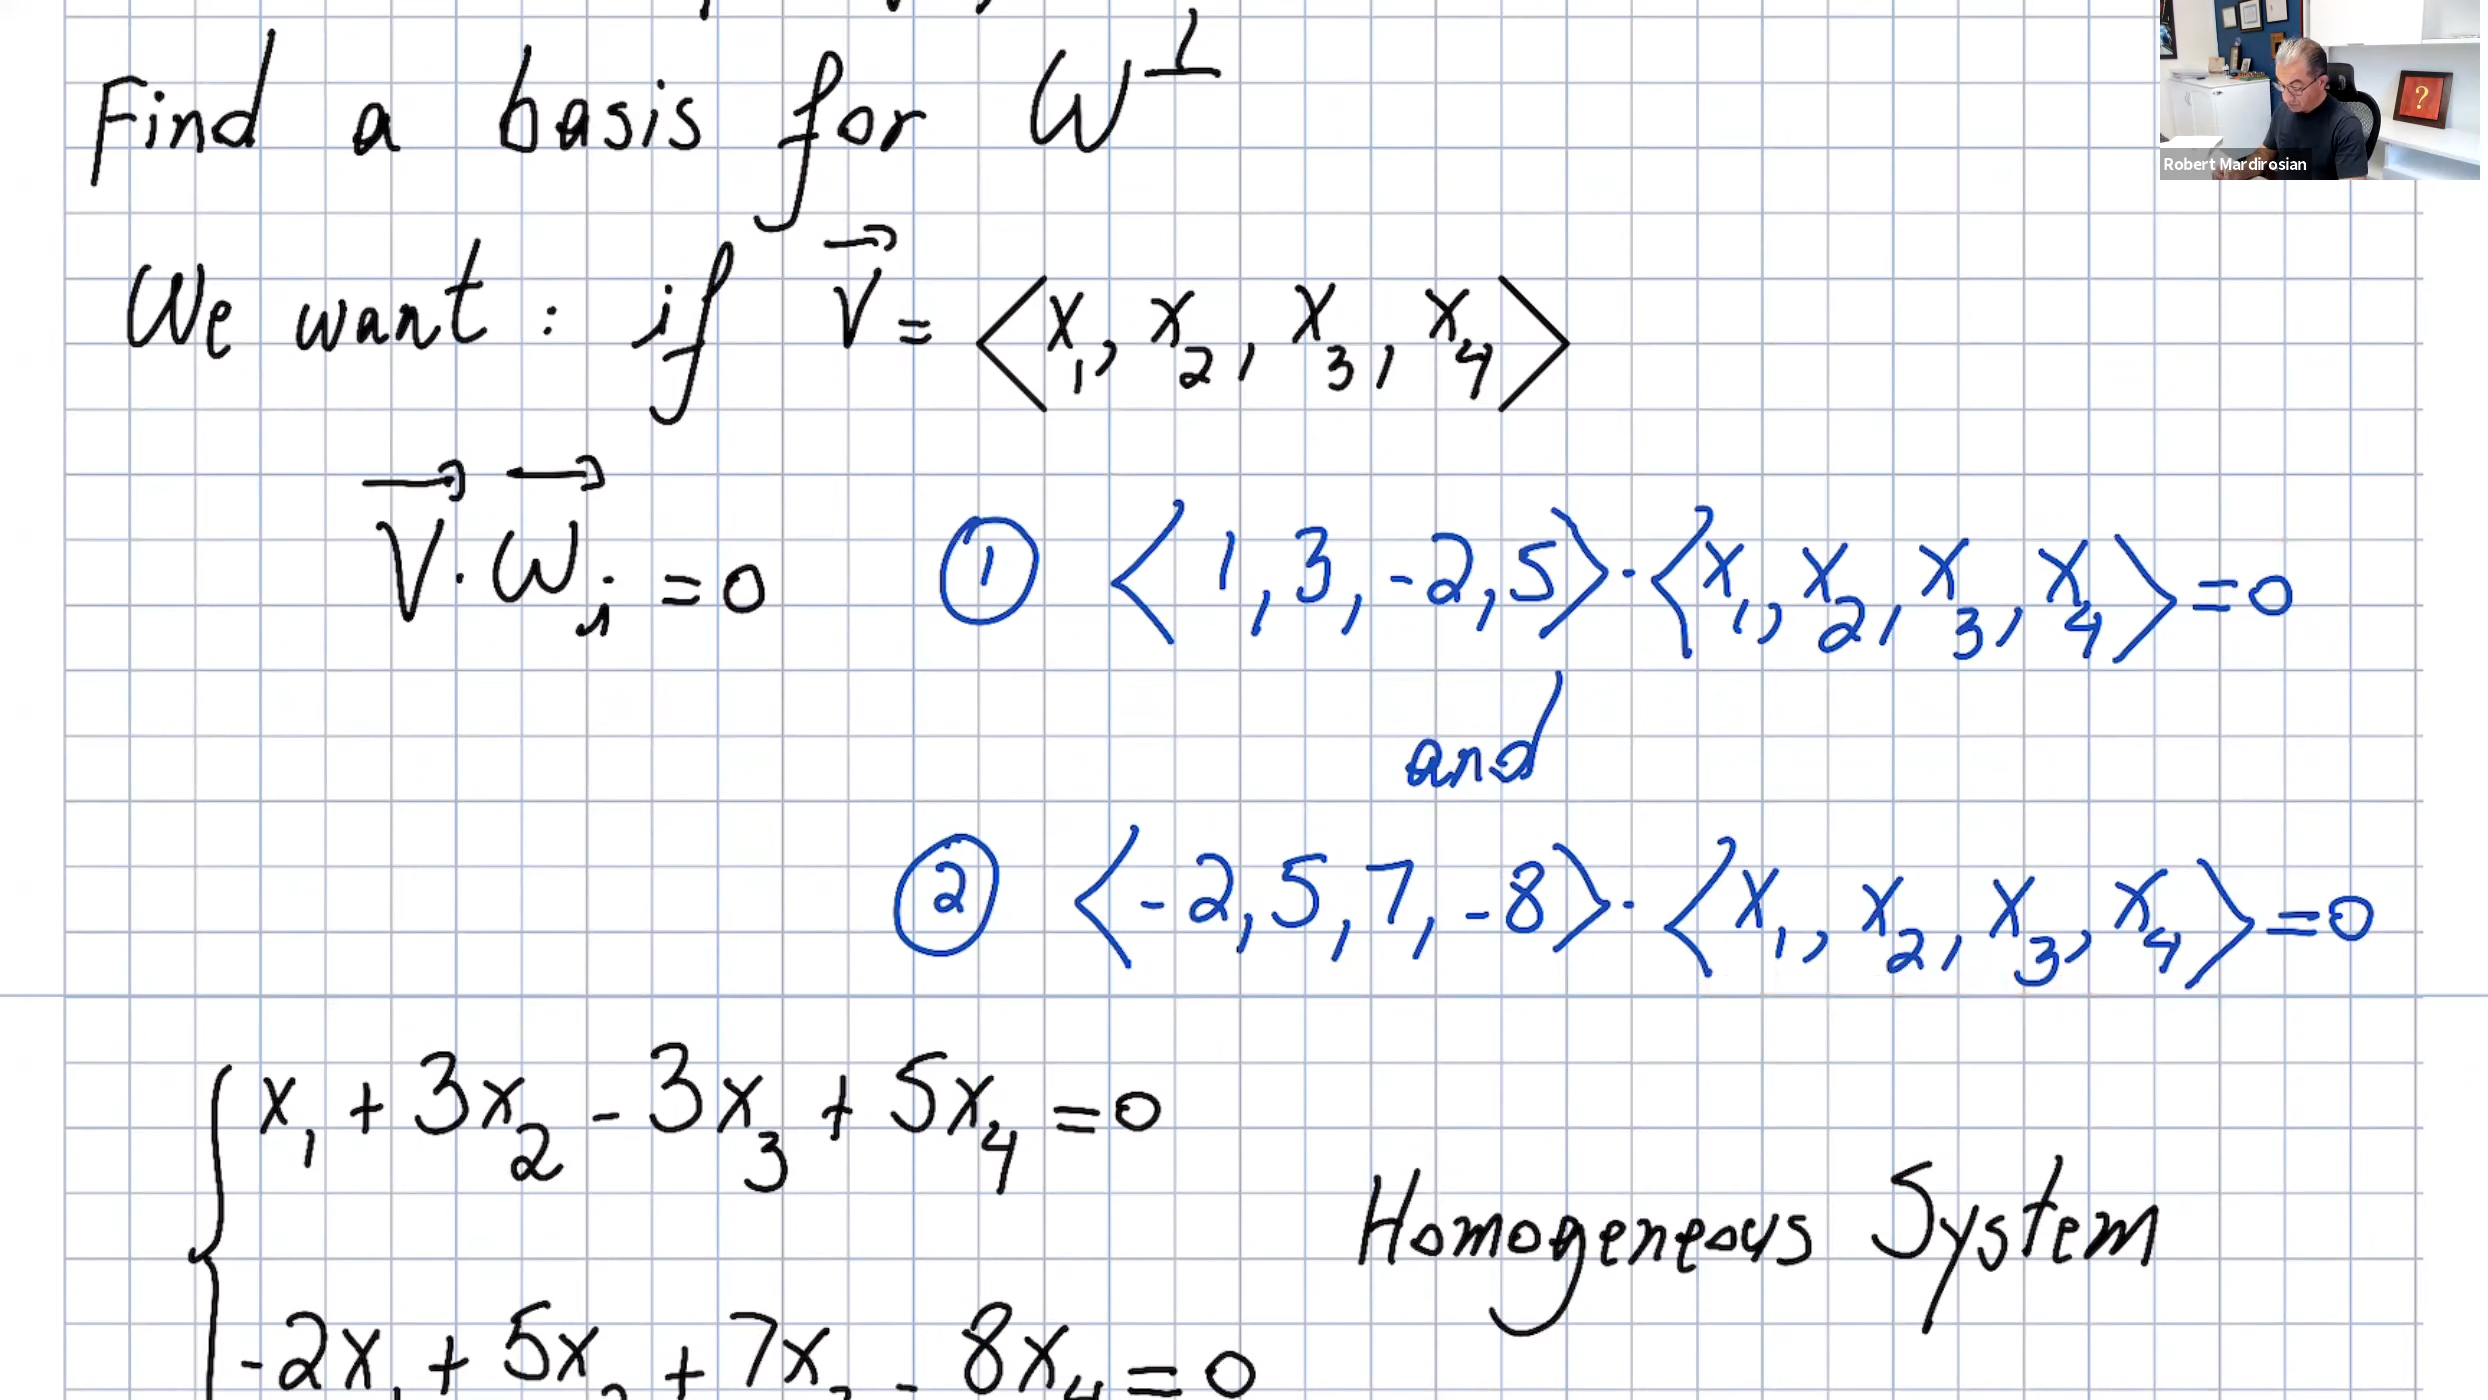 Find a basis for W⊥
Robert Mardirosian
We want : if V⃗ = ⟨x₁, x₂, x₃, x₄⟩
V⃗ · w⃗ᵢ = 0
① ⟨1, 3, -2, 5⟩ · ⟨x₁, x₂, x₃, x₄⟩ = 0
and
② ⟨-2, 5, 7, -8⟩ · ⟨x₁, x₂, x₃, x₄⟩ = 0
x₁ + 3x₂ - 3x₃ + 5x₄ = 0
Homogeneous System
-2x₁ + 5x₂ + 7x₃ - 8x₄ = 0
?